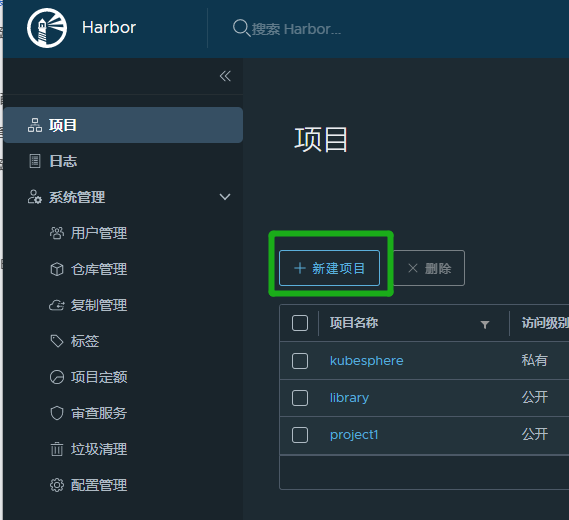 Harbor
搜索 Harbor...
项目
日志
系统管理
用户管理
仓库管理
复制管理
标签
项目定额
审查服务
垃圾清理
配置管理
项目
新建项目
删除
项目名称 访问级别
kubesphere 私有
library 公开
project1 公开